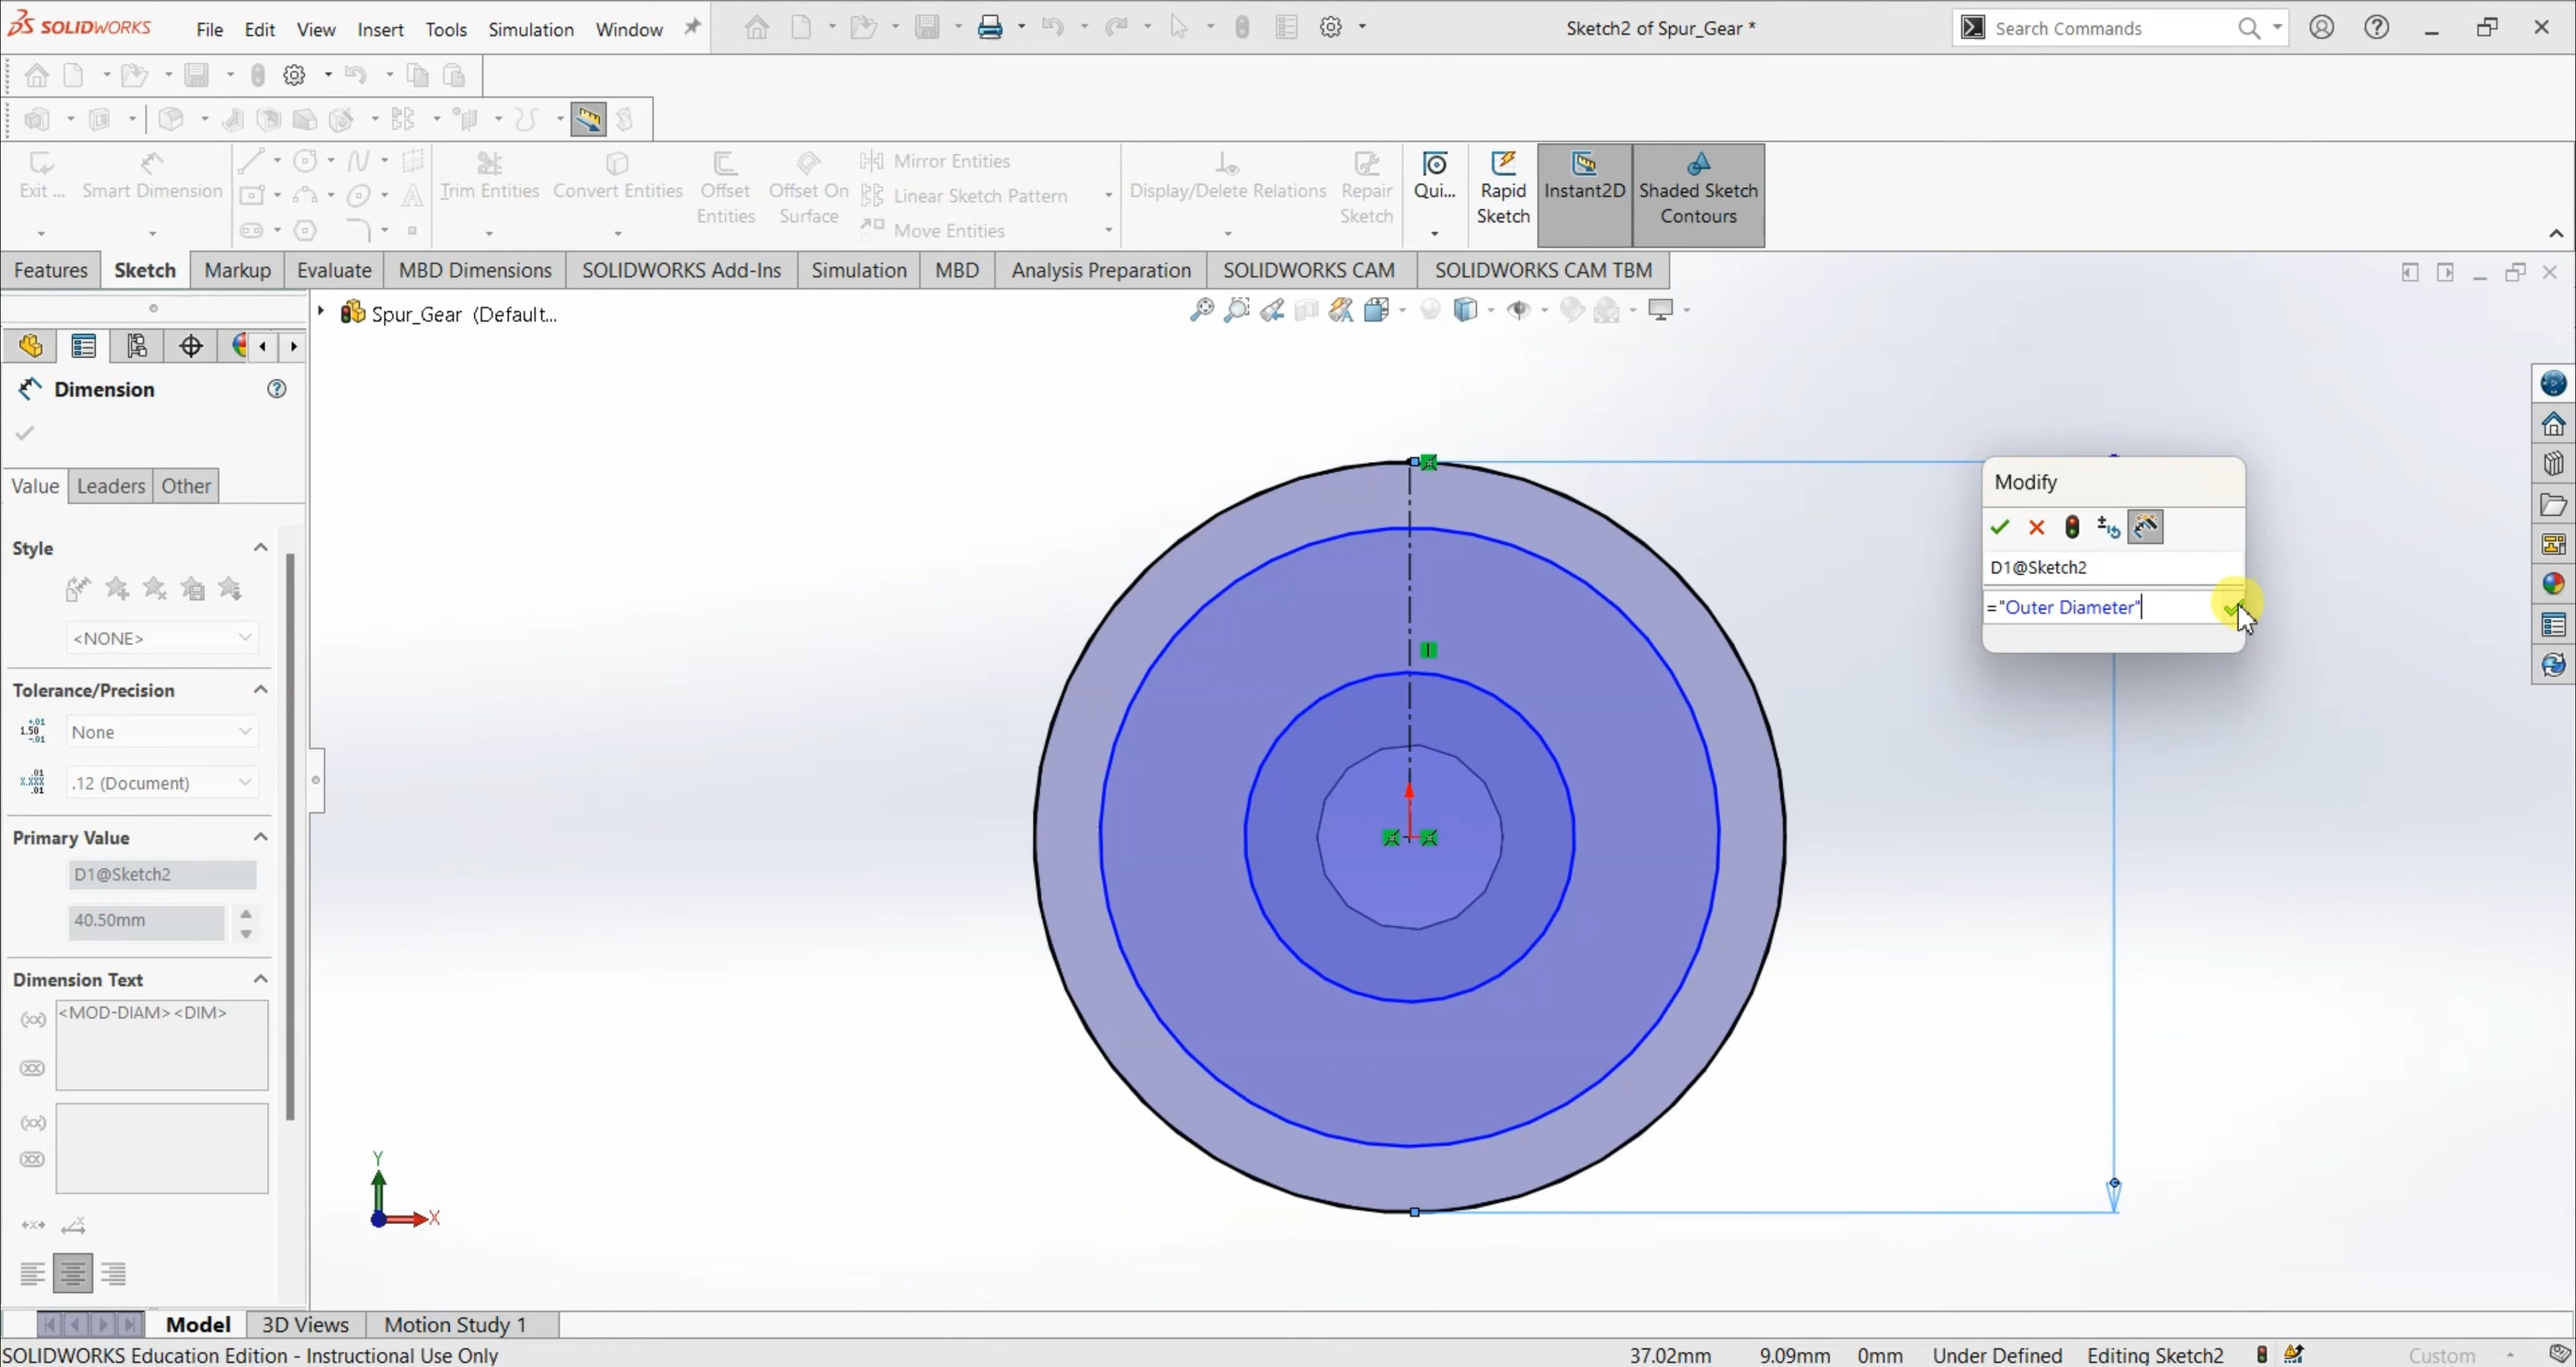 SOLIDWORKS File Edit View Insert Tools Simulation Window Sketch2 of Spur_Gear * Search Commands
Exit ... Smart Dimension Trim Entities Convert Entities Offset Entities Offset On Surface Mirror Entities Linear Sketch Pattern Move Entities Display/Delete Relations Repair Sketch Qui... Rapid Sketch Instant2D Shaded Sketch Contours
Features Sketch Markup Evaluate MBD Dimensions SOLIDWORKS Add-Ins Simulation MBD Analysis Preparation SOLIDWORKS CAM SOLIDWORKS CAM TBM
Spur_Gear (Default...
Dimension
Value Leaders Other
Style
<NONE>
Tolerance/Precision
None
.12 (Document)
Primary Value
D1@Sketch2
40.50mm
Dimension Text
<MOD-DIAM><DIM>
Modify
D1@Sketch2
="Outer Diameter"
Y
X
Model 3D Views Motion Study 1
SOLIDWORKS Education Edition - Instructional Use Only 37.02mm 9.09mm 0mm Under Defined Editing Sketch2 Custom